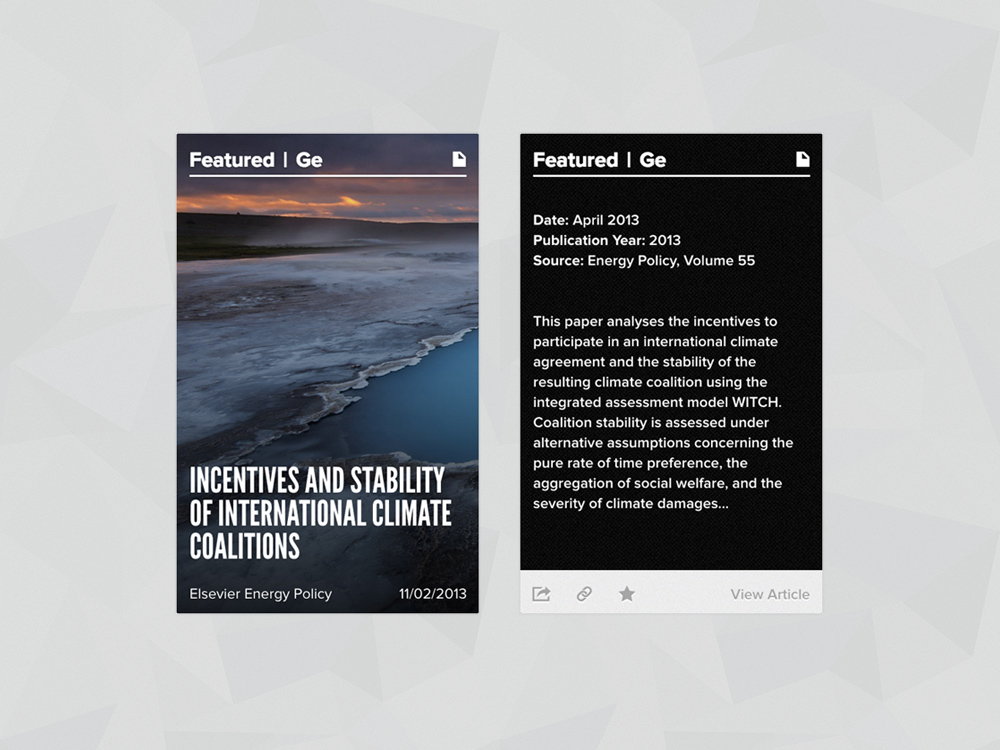 Featured | Ge
INCENTIVES AND STABILITY
OF INTERNATIONAL CLIMATE
COALITIONS
Elsevier Energy Policy 11/02/2013
Featured | Ge
Date: April 2013
Publication Year: 2013
Source: Energy Policy, Volume 55
This paper analyses the incentives to
participate in an international climate
agreement and the stability of the
resulting climate coalition using the
integrated assessment model WITCH.
Coalition stability is assessed under
alternative assumptions concerning the
pure rate of time preference, the
aggregation of social welfare, and the
severity of climate damages...
View Article